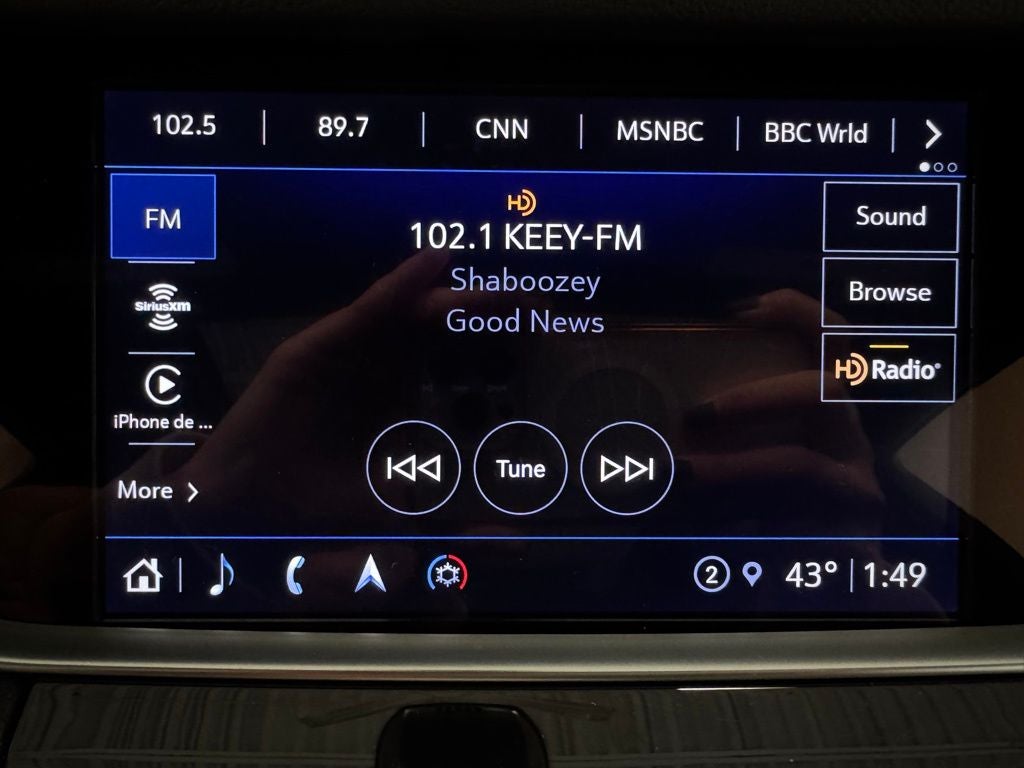 102.5 | 89.7 | CNN | MSNBC | BBC Wrld
FM
HD
102.1 KEEY-FM
Shaboozey
Good News
Sound
Browse
HD Radio®
SiriusXM
iPhone de ...
More
Tune
2 43° | 1:49